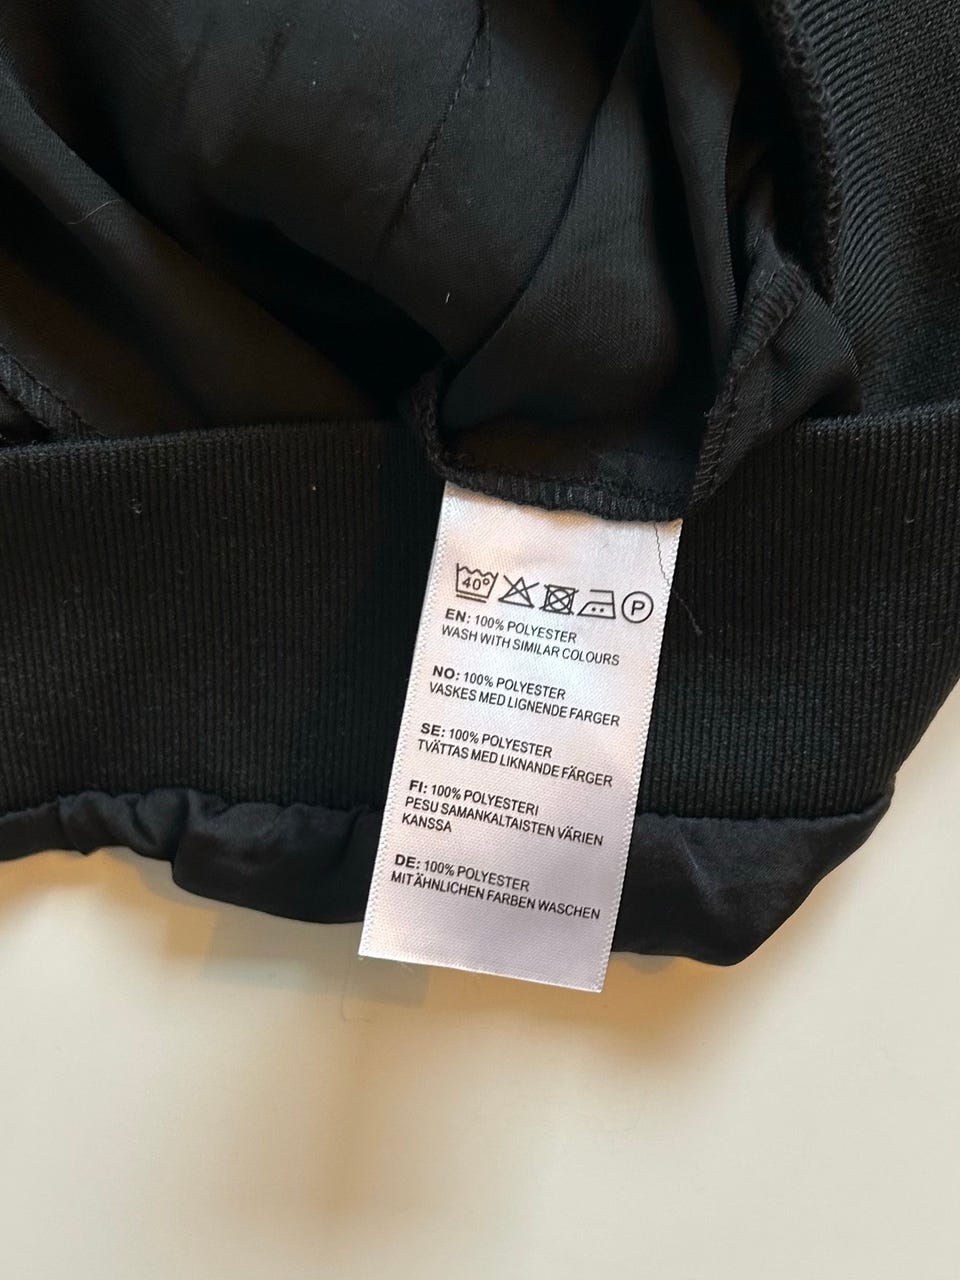 40°
P
EN: 100% POLYESTER
WASH WITH SIMILAR COLOURS
NO: 100% POLYESTER
VASKES MED LIGNENDE FARGER
SE: 100% POLYESTER
TVÄTTAS MED LIKNANDE FÄRGER
FI: 100% POLYESTERI
PESU SAMANKALTAISTEN VÄRIEN
KANSSA
DE: 100% POLYESTER
MIT ÄHNLICHEN FARBEN WASCHEN